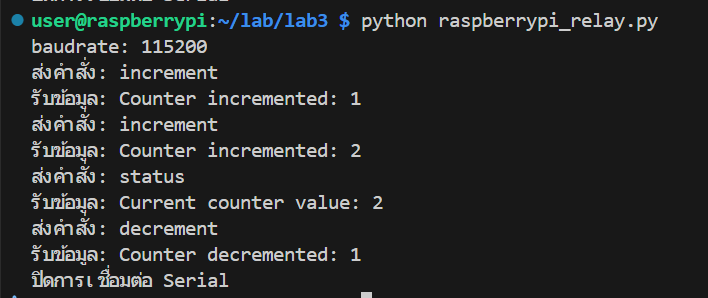 user@raspberrypi:~/lab/lab3 $ python raspberrypi_relay.py
baudrate: 115200
ส่งคำสั่ง: increment
รับข้อมูล: Counter incremented: 1
ส่งคำสั่ง: increment
รับข้อมูล: Counter incremented: 2
ส่งคำสั่ง: status
รับข้อมูล: Current counter value: 2
ส่งคำสั่ง: decrement
รับข้อมูล: Counter decremented: 1
ปิดการเชื่อมต่อ Serial